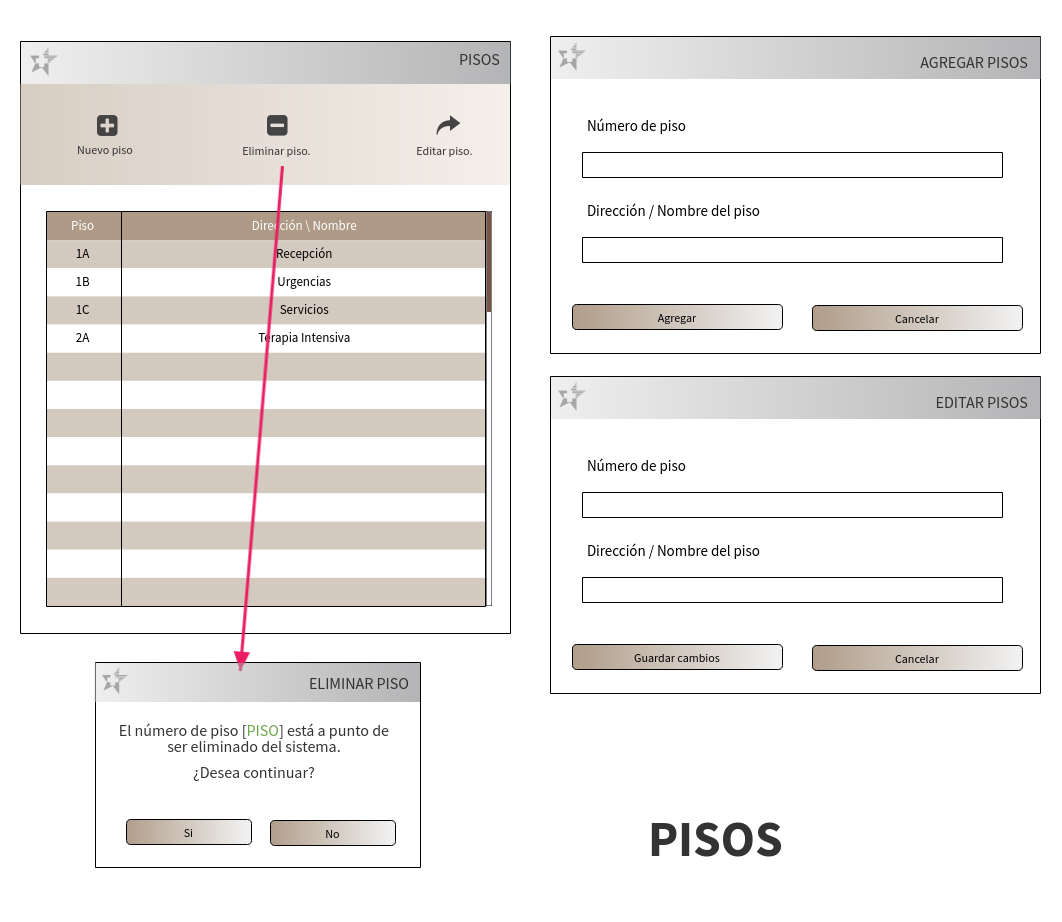 PISOS
Nuevo piso
Eliminar piso.
Editar piso.
Piso Dirección \ Nombre
1A Recepción
1B Urgencias
1C Servicios
2A Terapia Intensiva
AGREGAR PISOS
Número de piso
Dirección / Nombre del piso
Agregar
Cancelar
EDITAR PISOS
Número de piso
Dirección / Nombre del piso
Guardar cambios
Cancelar
ELIMINAR PISO
El número de piso [PISO] está a punto de
ser eliminado del sistema.
¿Desea continuar?
Si
No
PISOS